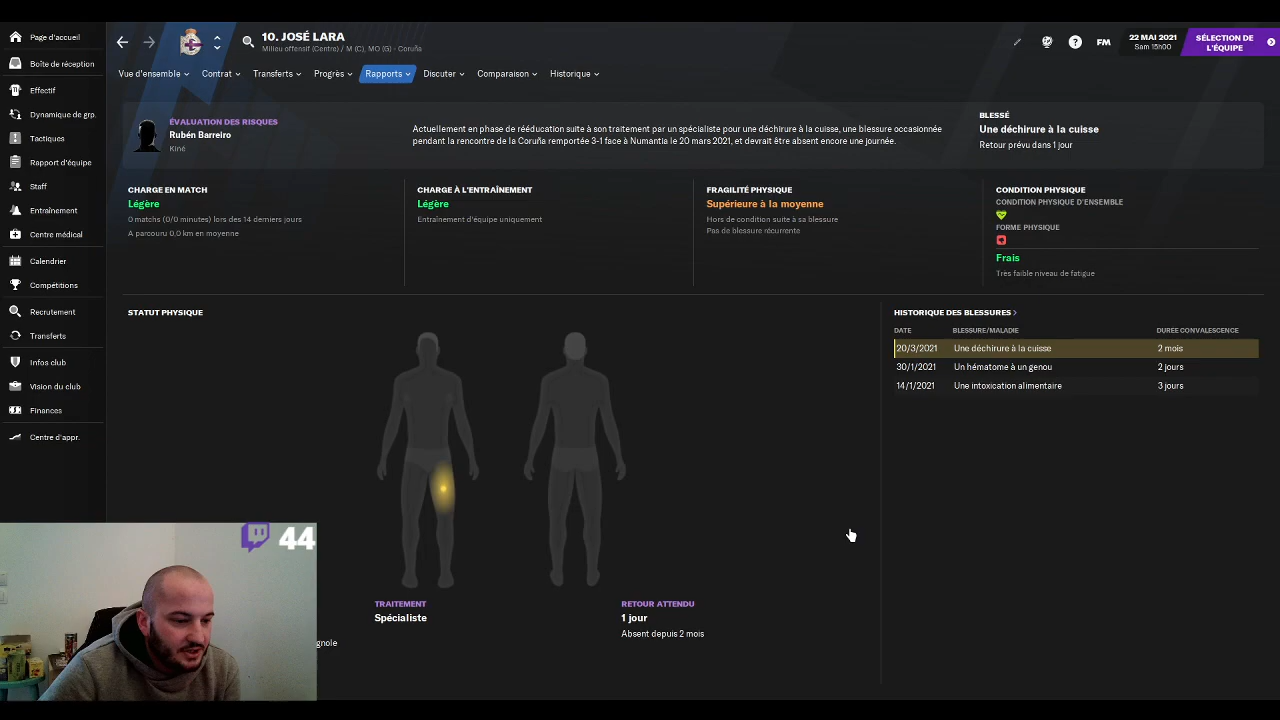 Page d'accueil
Boîte de réception
Effectif
Dynamique de grp.
Tactiques
Rapport d'équipe
Staff
Entraînement
Centre médical
Calendrier
Compétitions
Recrutement
Transferts
Infos club
Vision du club
Finances
Centre d'appr.
10. JOSÉ LARA
Milieu offensif (Centre) / M (C), MO (G) - Coruña
FM
22 MAI 2021
Sam 15h00
SÉLECTION DE
L'ÉQUIPE
Vue d'ensemble
Contrat
Transferts
Progrès
Rapports
Discuter
Comparaison
Historique
ÉVALUATION DES RISQUES
Rubén Barreiro
Kiné
Actuellement en phase de rééducation suite à son traitement par un spécialiste pour une déchirure à la cuisse, une blessure occasionnée
pendant la rencontre de la Coruña remportée 3-1 face à Numantia le 20 mars 2021, et devrait être absent encore une journée.
BLESSÉ
Une déchirure à la cuisse
Retour prévu dans 1 jour
CHARGE EN MATCH
Légère
0 matchs (0/0 minutes) lors des 14 derniers jours
A parcouru 0,0 km en moyenne
CHARGE À L'ENTRAÎNEMENT
Légère
Entraînement d'équipe uniquement
FRAGILITÉ PHYSIQUE
Supérieure à la moyenne
Hors de condition suite à sa blessure
Pas de blessure récurrente
CONDITION PHYSIQUE
CONDITION PHYSIQUE D'ENSEMBLE
FORME PHYSIQUE
Frais
Très faible niveau de fatigue
STATUT PHYSIQUE
HISTORIQUE DES BLESSURES >
DATE BLESSURE/MALADIE DURÉE CONVALESCENCE
20/3/2021 Une déchirure à la cuisse 2 mois
30/1/2021 Un hématome à un genou 2 jours
14/1/2021 Une intoxication alimentaire 3 jours
TRAITEMENT
Spécialiste
RETOUR ATTENDU
1 jour
Absent depuis 2 mois
gnole
44